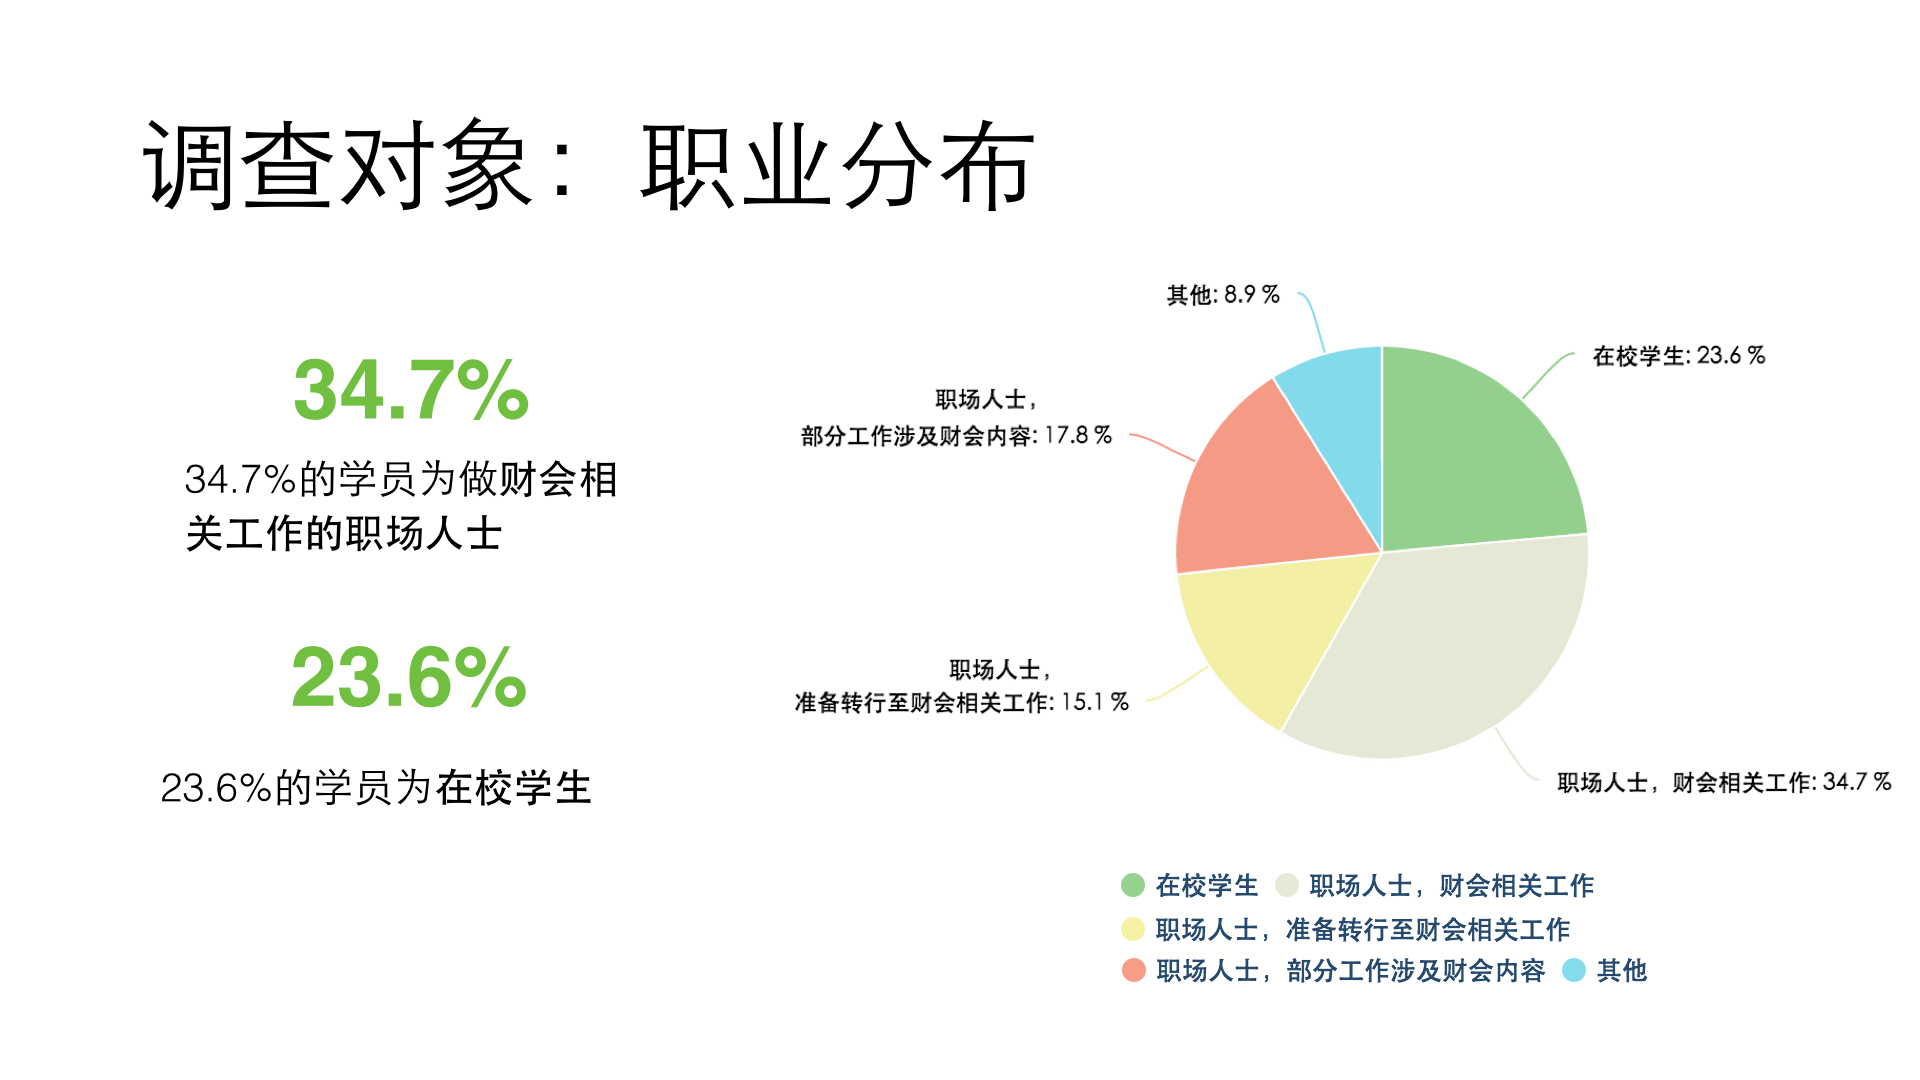 调查对象：职业分布
34.7%
34.7%的学员为做财会相
关工作的职场人士
23.6%
23.6%的学员为在校学生
其他: 8.9 %
在校学生: 23.6 %
职场人士，
部分工作涉及财会内容: 17.8 %
职场人士，
准备转行至财会相关工作: 15.1 %
职场人士，财会相关工作: 34.7 %
在校学生 职场人士，财会相关工作
职场人士，准备转行至财会相关工作
职场人士，部分工作涉及财会内容 其他